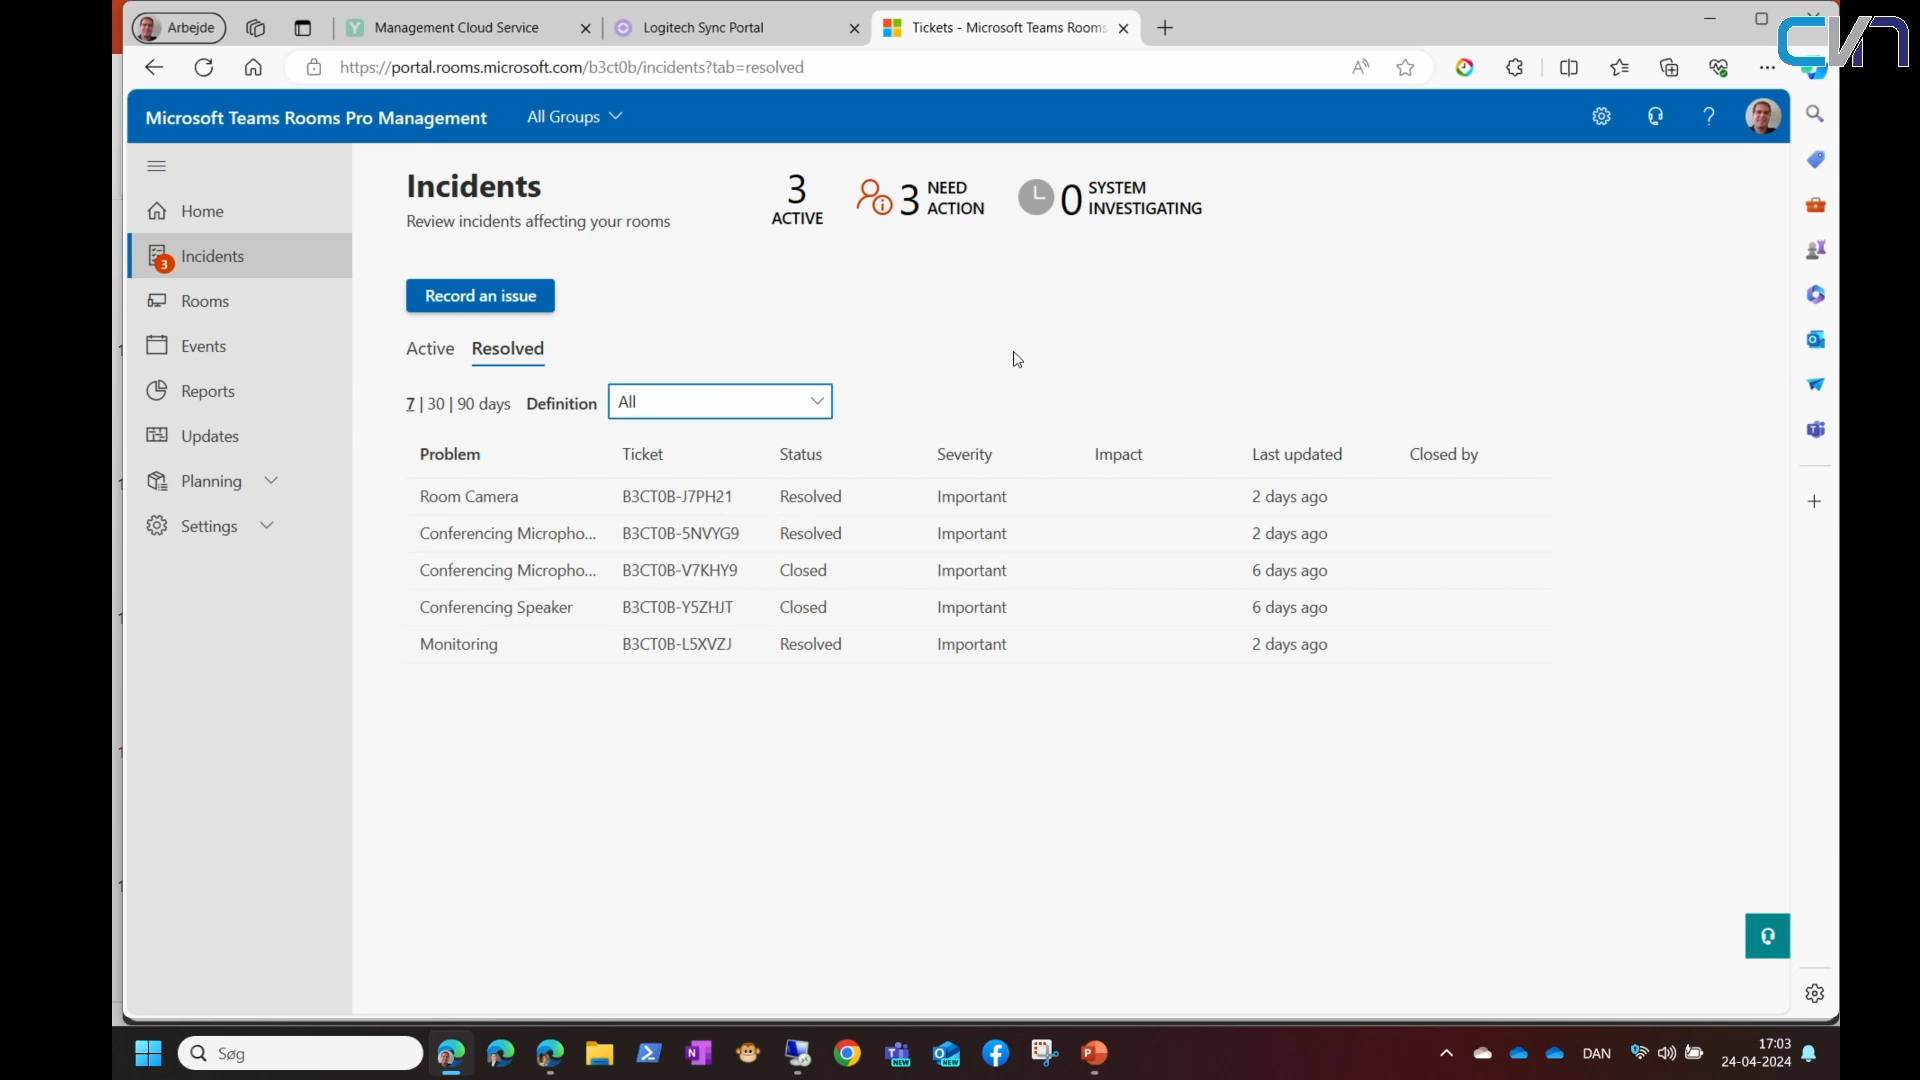 Arbejde
Management Cloud Service
Logitech Sync Portal
Tickets - Microsoft Teams Rooms
CVN
https://portal.rooms.microsoft.com/b3ct0b/incidents?tab=resolved
Microsoft Teams Rooms Pro Management
All Groups
Home
3
Incidents
Rooms
Events
Reports
Updates
Planning
Settings
Incidents
Review incidents affecting your rooms
3
ACTIVE
3 NEED ACTION
0 SYSTEM INVESTIGATING
Record an issue
Active Resolved
7 | 30 | 90 days Definition All
Problem Ticket Status Severity Impact Last updated Closed by
Room Camera B3CT0B-J7PH21 Resolved Important 2 days ago
Conferencing Micropho... B3CT0B-5NVYG9 Resolved Important 2 days ago
Conferencing Micropho... B3CT0B-V7KHY9 Closed Important 6 days ago
Conferencing Speaker B3CT0B-Y5ZHJT Closed Important 6 days ago
Monitoring B3CT0B-L5XVZJ Resolved Important 2 days ago
Søg
NEW
NEW
DAN
17:03
24-04-2024